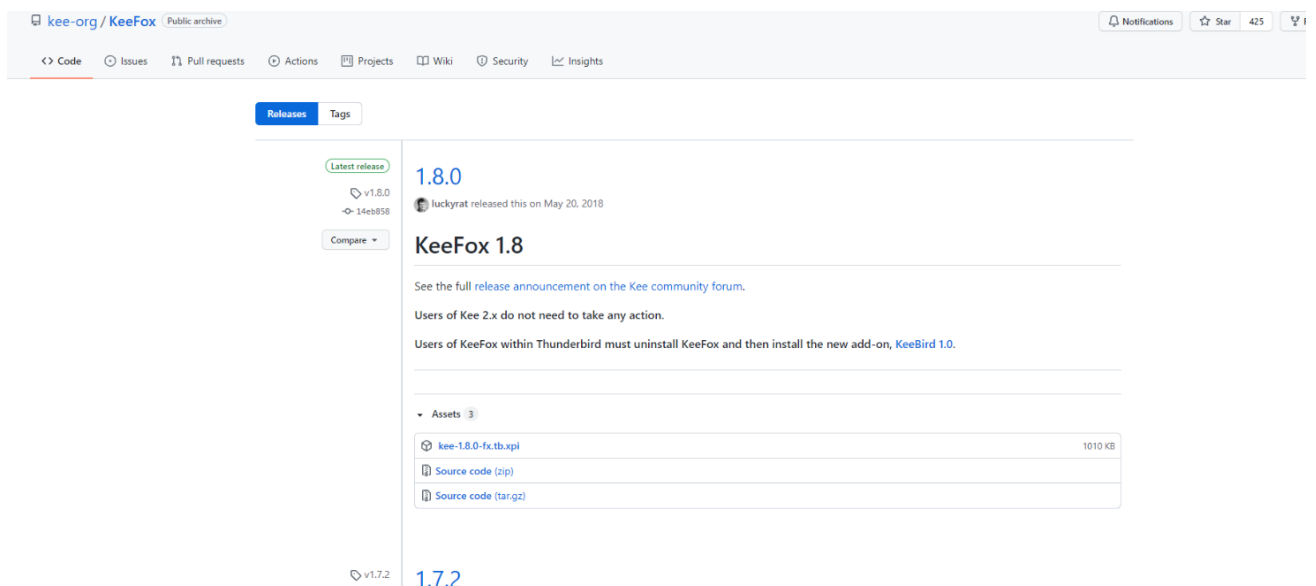 kee-org / KeeFox Public archive
Notifications Star 425
Code Issues Pull requests Actions Projects Wiki Security Insights
Releases Tags
Latest release
v1.8.0
14eb858
Compare
1.8.0
luckyrat released this on May 20, 2018
KeeFox 1.8
See the full release announcement on the Kee community forum.
Users of Kee 2.x do not need to take any action.
Users of KeeFox within Thunderbird must uninstall KeeFox and then install the new add-on, KeeBird 1.0.
Assets 3
kee-1.8.0-fx.tb.xpi 1010 KB
Source code (zip)
Source code (tar.gz)
v1.7.2
1.7.2